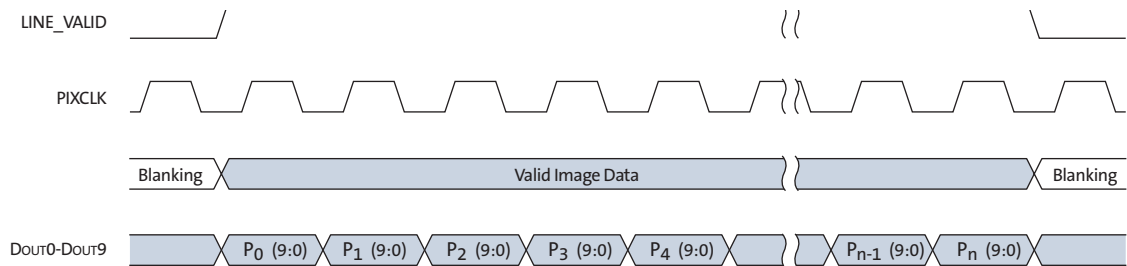 LINE_VALID
PIXCLK
Blanking Valid Image Data Blanking
DOUT0-DOUT9 P0 (9:0) P1 (9:0) P2 (9:0) P3 (9:0) P4 (9:0) Pn-1 (9:0) Pn (9:0)